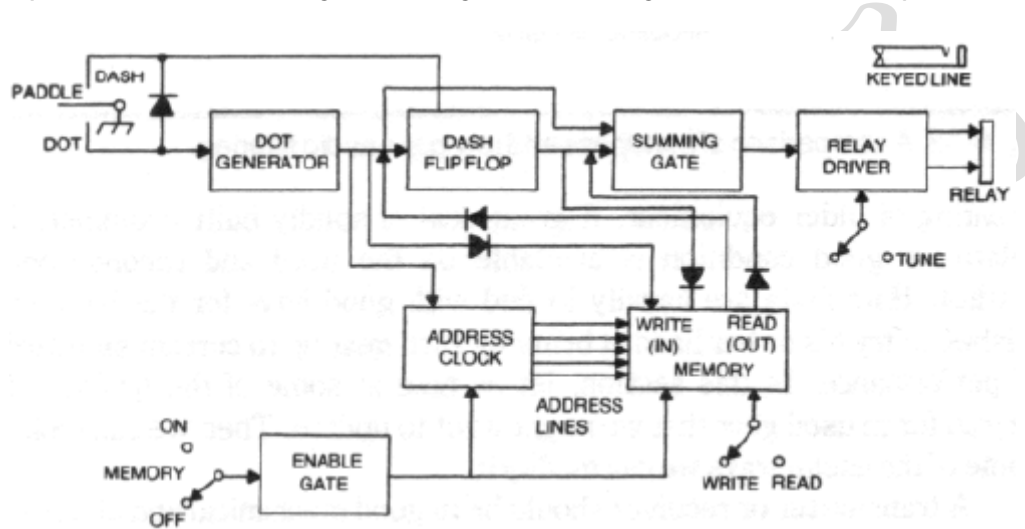 KEYED LINE
DASH
PADDLE
DOT
DOT
GENERATOR
DASH
FLIP FLOP
SUMMING
GATE
RELAY
DRIVER
RELAY
TUNE
ADDRESS
CLOCK
WRITE READ
(IN) (OUT)
MEMORY
ADDRESS
LINES
ON
MEMORY
OFF
ENABLE
GATE
WRITE READ